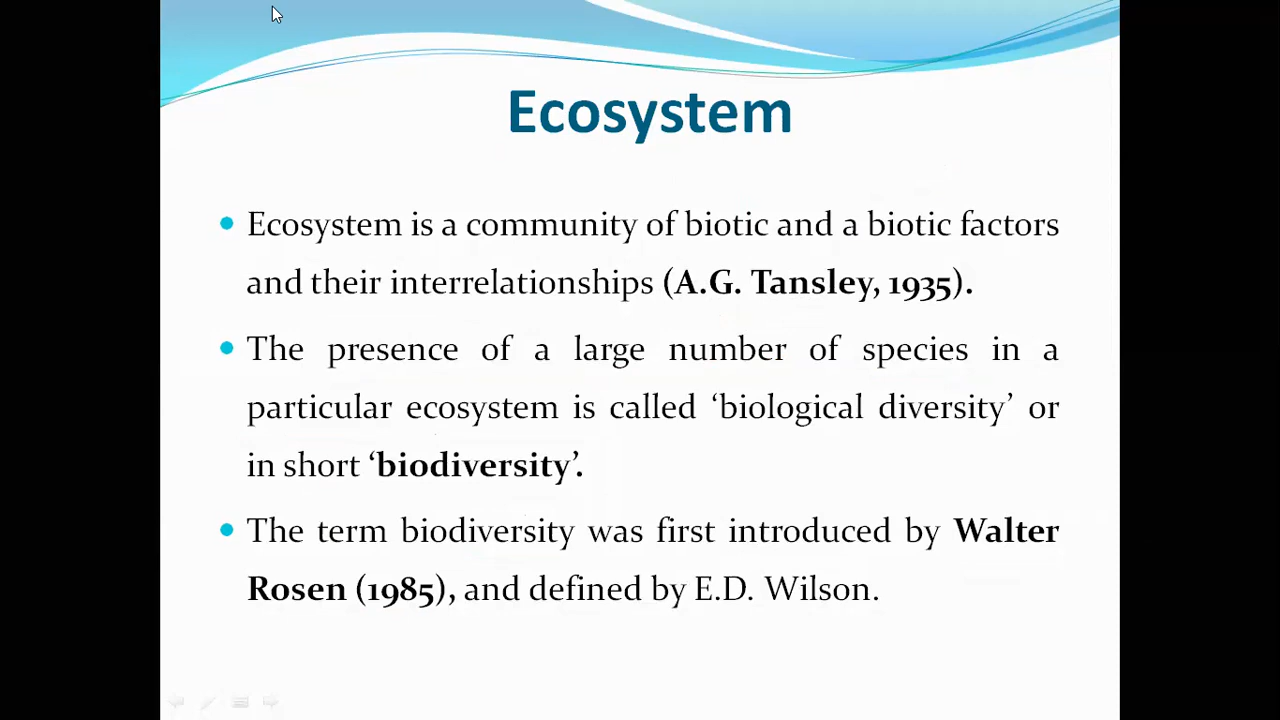 Ecosystem
Ecosystem is a community of biotic and a biotic factors
and their interrelationships (A.G. Tansley, 1935).
The presence of a large number of species in a
particular ecosystem is called ‘biological diversity’ or
in short ‘biodiversity’.
The term biodiversity was first introduced by Walter
Rosen (1985), and defined by E.D. Wilson.